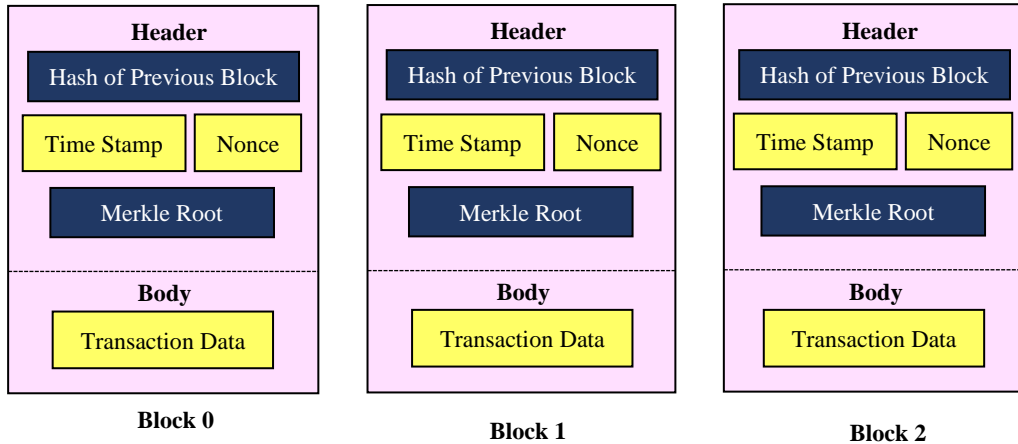 Header
Hash of Previous Block
Time Stamp
Nonce
Merkle Root
Body
Transaction Data
Block 0
Header
Hash of Previous Block
Time Stamp
Nonce
Merkle Root
Body
Transaction Data
Block 1
Header
Hash of Previous Block
Time Stamp
Nonce
Merkle Root
Body
Transaction Data
Block 2